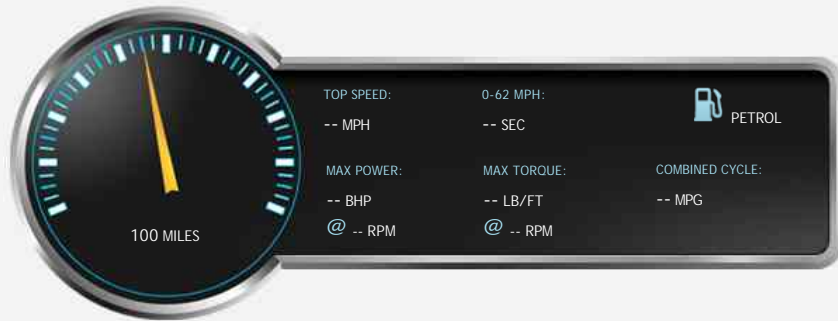 TOP SPEED:
-- MPH
0-62 MPH:
-- SEC
PETROL
MAX POWER:
-- BHP
@ -- RPM
MAX TORQUE:
-- LB/FT
@ -- RPM
COMBINED CYCLE:
-- MPG
100 MILES